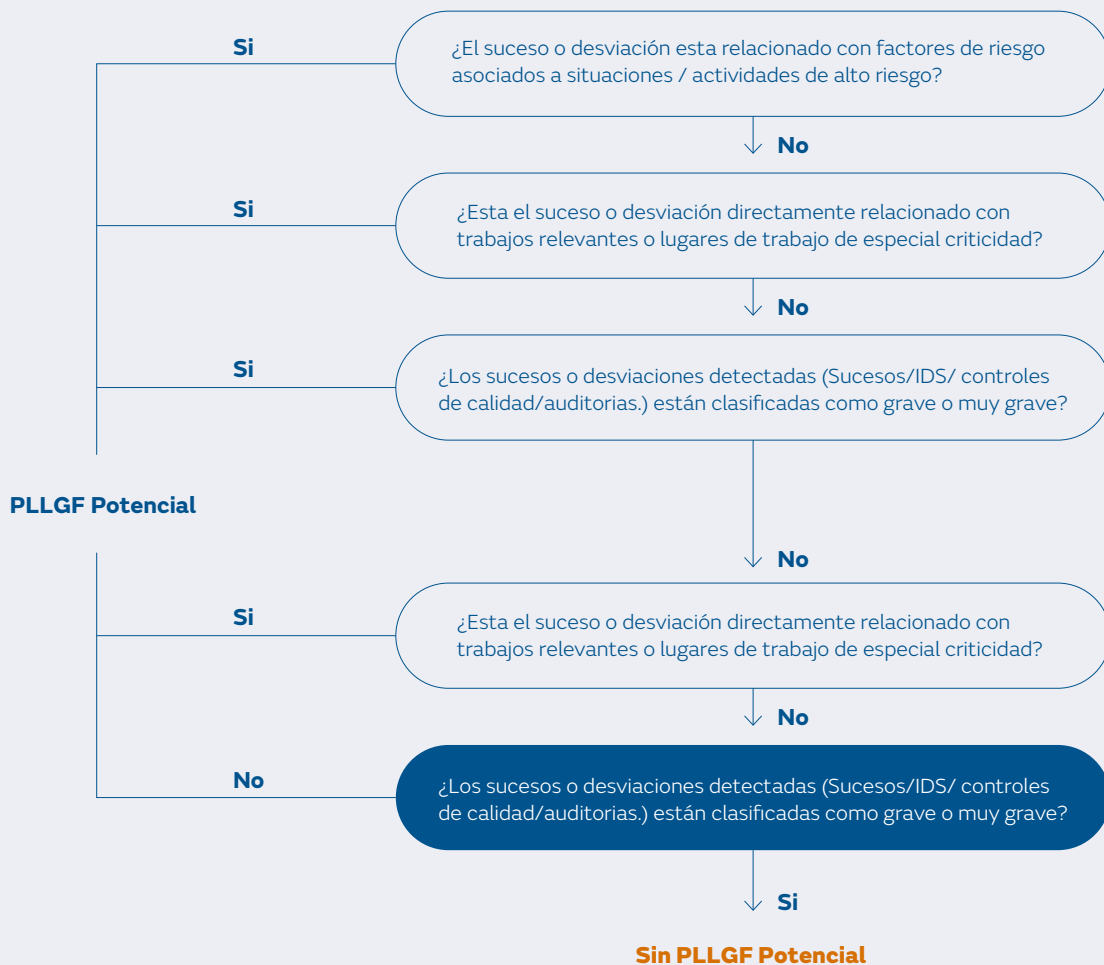 Si
¿El suceso o desviación esta relacionado con factores de riesgo
asociados a situaciones / actividades de alto riesgo?
No
Si
¿Esta el suceso o desviación directamente relacionado con
trabajos relevantes o lugares de trabajo de especial criticidad?
No
Si
¿Los sucesos o desviaciones detectadas (Sucesos/IDS/ controles
de calidad/auditorias.) están clasificadas como grave o muy grave?
PLLGF Potencial
No
Si
¿Esta el suceso o desviación directamente relacionado con
trabajos relevantes o lugares de trabajo de especial criticidad?
No
No
¿Los sucesos o desviaciones detectadas (Sucesos/IDS/ controles
de calidad/auditorias.) están clasificadas como grave o muy grave?
Si
Sin PLLGF Potencial